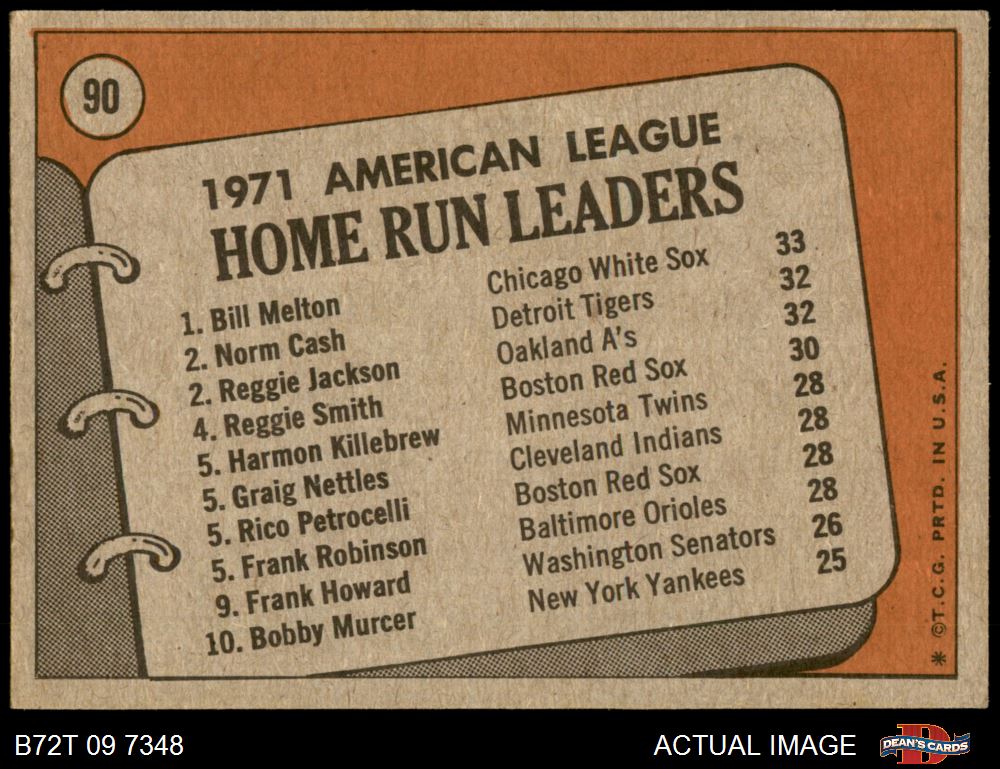 90
1971 AMERICAN LEAGUE
HOME RUN LEADERS
1. Bill Melton Chicago White Sox 33
2. Norm Cash Detroit Tigers 32
2. Reggie Jackson Oakland A's 32
4. Reggie Smith Boston Red Sox 30
5. Harmon Killebrew Minnesota Twins 28
5. Graig Nettles Cleveland Indians 28
5. Rico Petrocelli Boston Red Sox 28
5. Frank Robinson Baltimore Orioles 28
9. Frank Howard Washington Senators 26
10. Bobby Murcer New York Yankees 25
* ©T.C.G. PRTD. IN U.S.A.
B72T 09 7348
ACTUAL IMAGE
DEAN'S CARDS